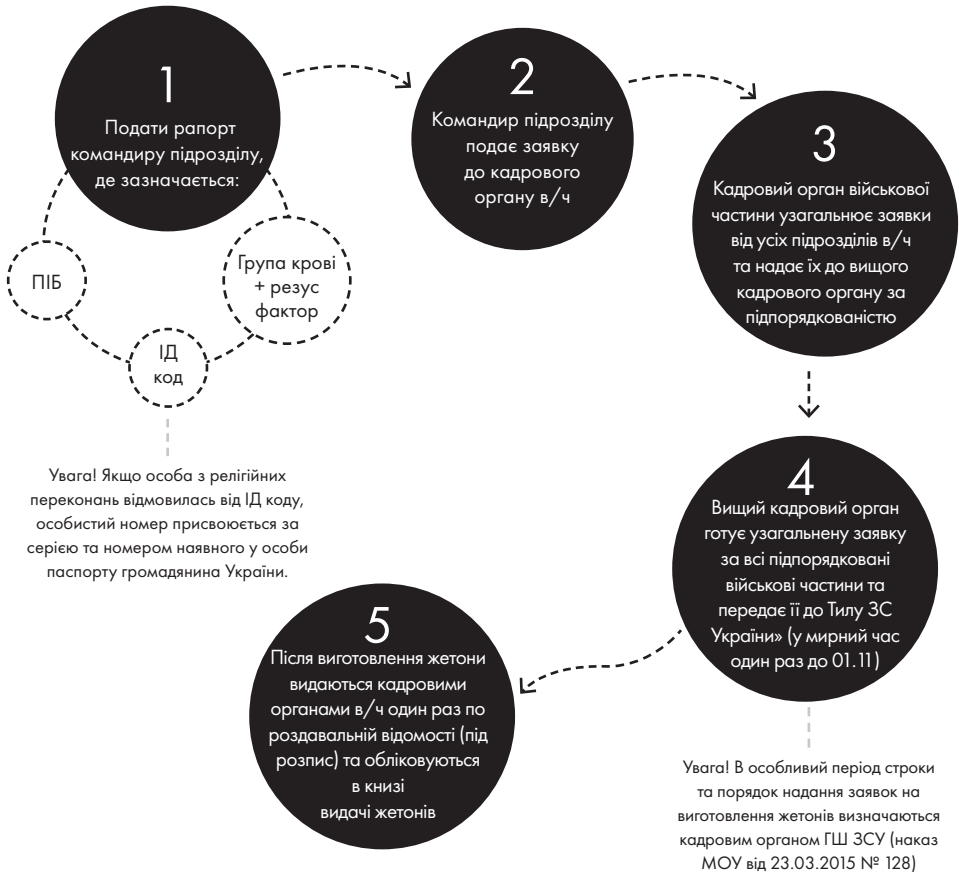 1
Подати рапорт
командиру підрозділу,
де зазначається:
ПІБ
ІД
код
Група крові
+ резус
фактор
Увага! Якщо особа з релігійних
переконань відмовилась від ІД коду,
особистий номер присвоюється за
серією та номером наявного у особи
паспорту громадянина України.
2
Командир підрозділу
подає заявку
до кадрового
органу в/ч
3
Кадровий орган військової
частини узагальнює заявки
від усіх підрозділів в/ч
та надає їх до вищого
кадрового органу за
підпорядкованістю
4
Вищий кадровий орган
готує узагальнену заявку
за всі підпорядковані
військові частини та
передає її до Тилу ЗС
України» (у мирний час
один раз до 01.11)
Увага! В особливий період строки
та порядок надання заявок на
виготовлення жетонів визначаються
кадровим органом ГШ ЗСУ (наказ
МОУ від 23.03.2015 № 128)
5
Після виготовлення жетони
видаються кадровими
органами в/ч один раз по
роздавальній відомості (під
розпис) та обліковуються
в книзі
видачі жетонів